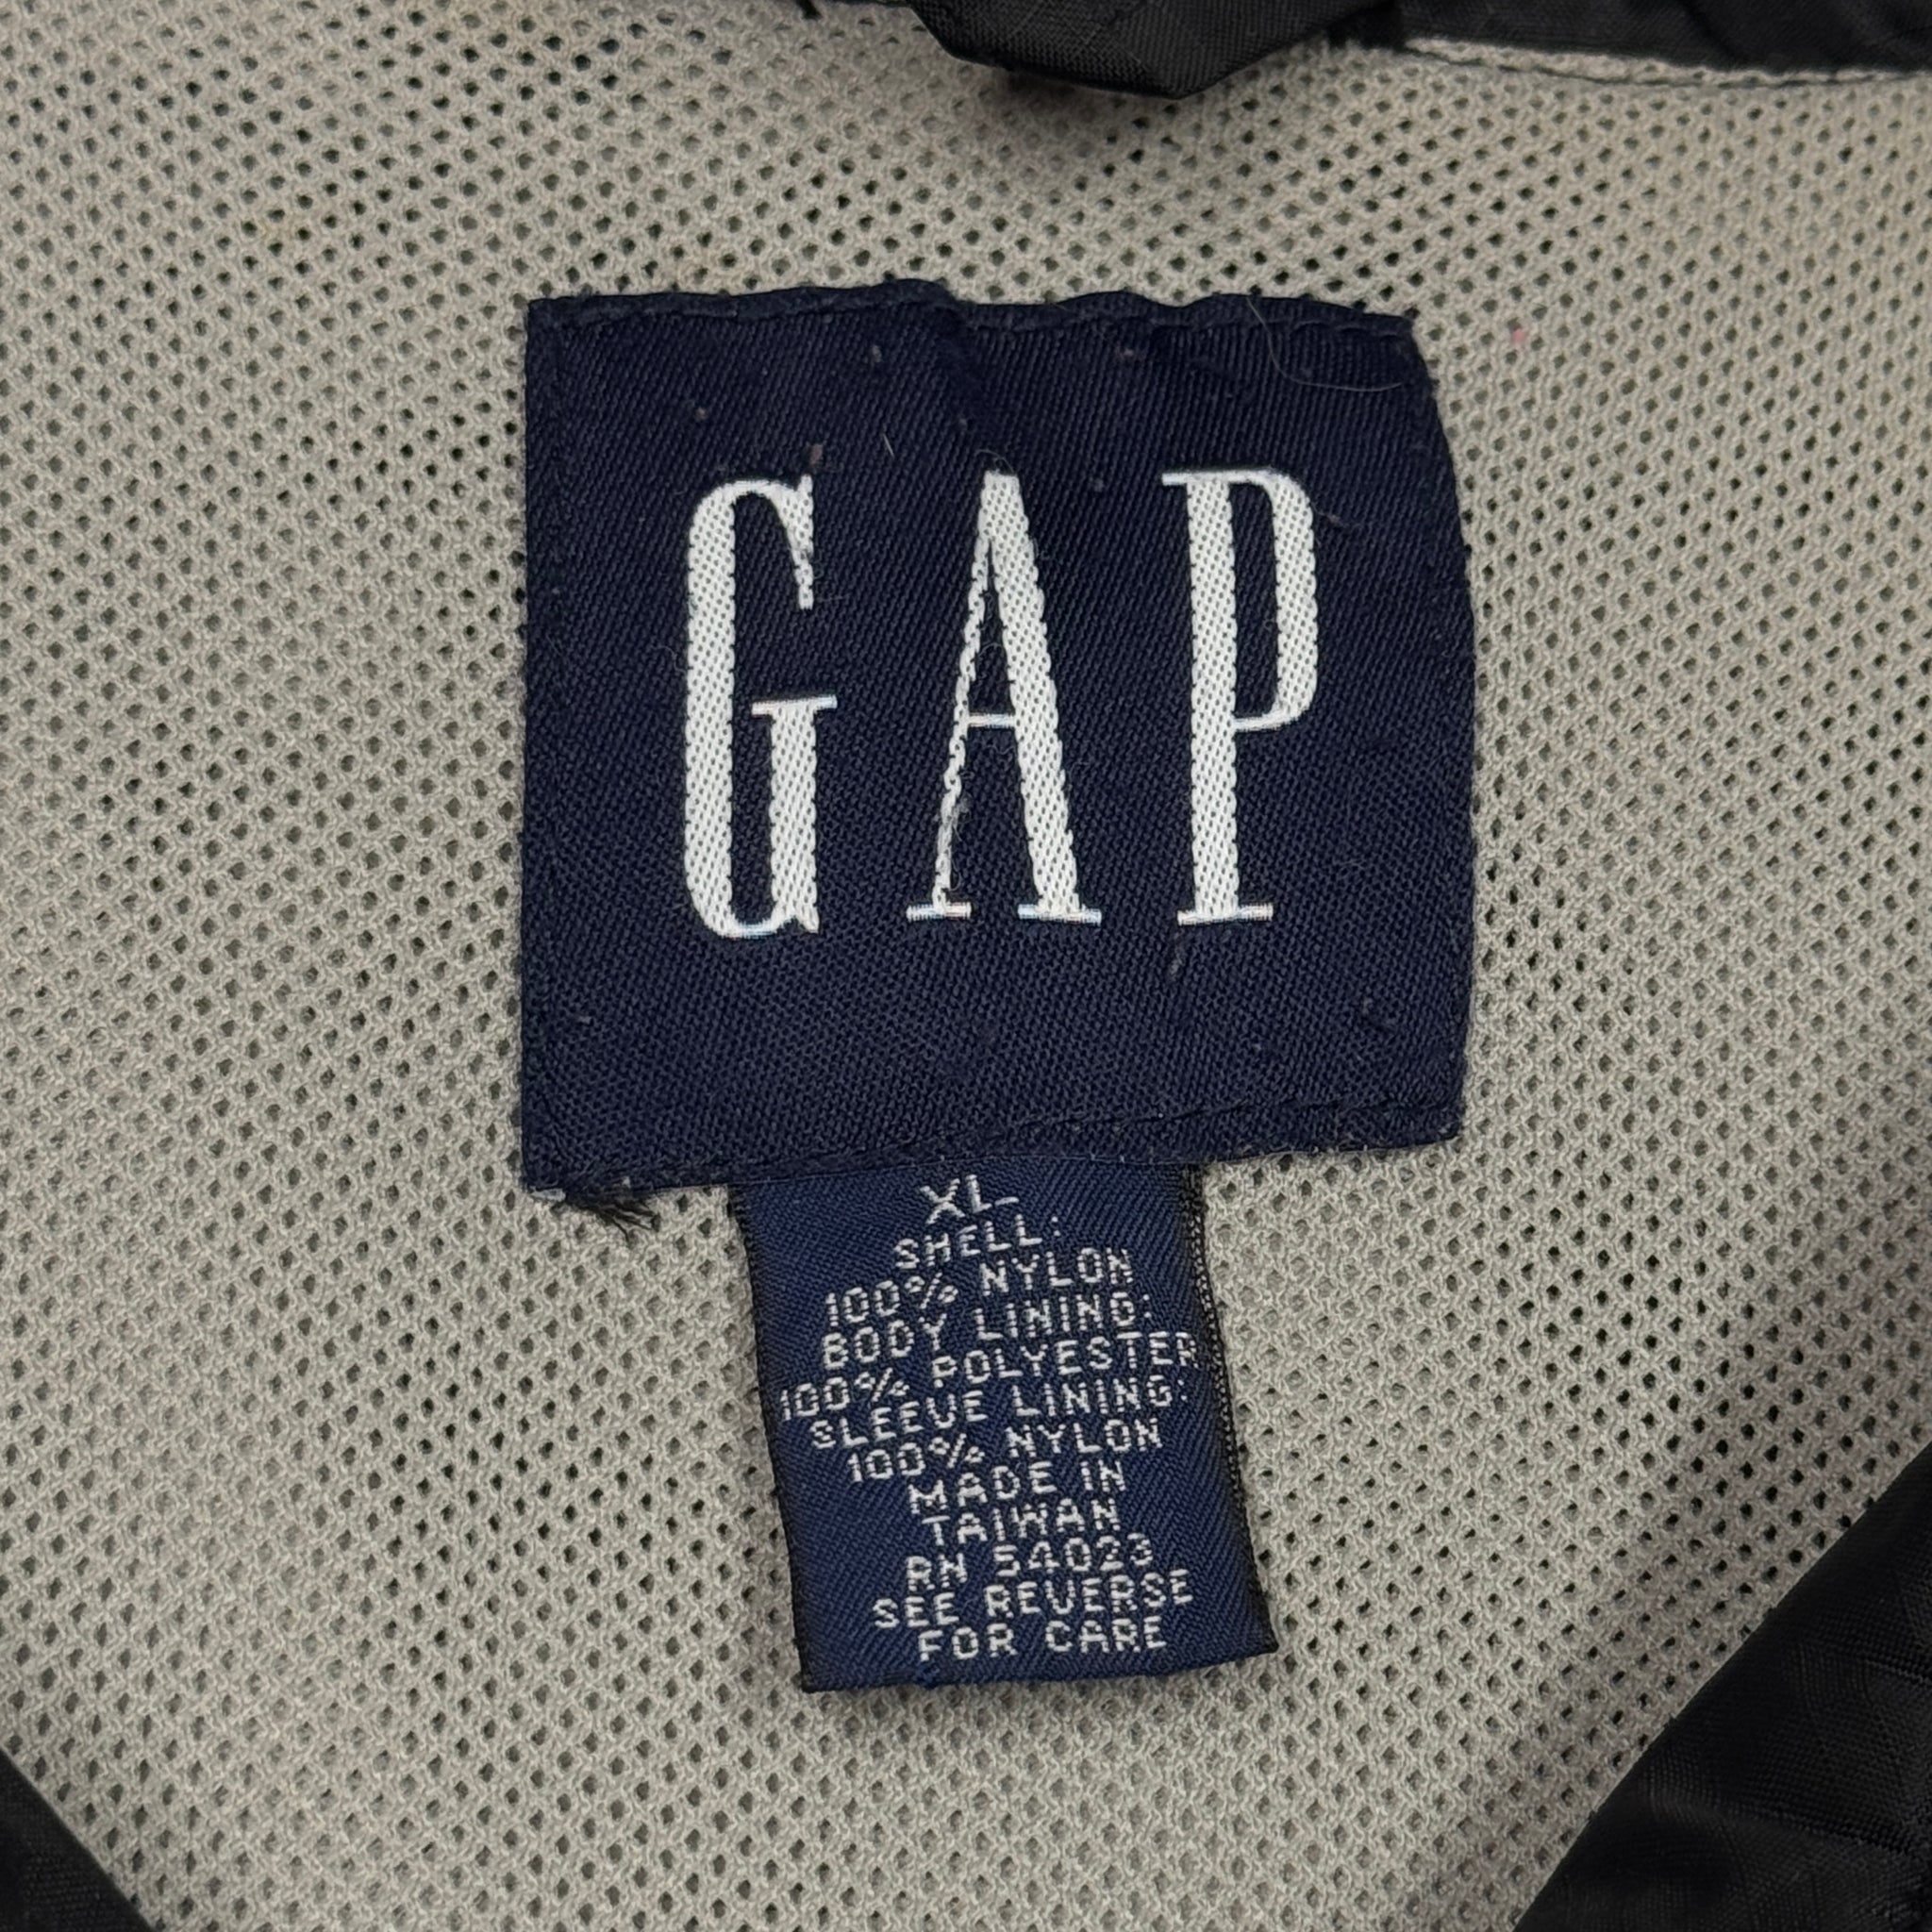 GAP
XL
SHELL:
100% NYLON
BODY LINING:
100% POLYESTER
SLEEVE LINING:
100% NYLON
MADE IN
TAIWAN
RN 54023
SEE REVERSE
FOR CARE